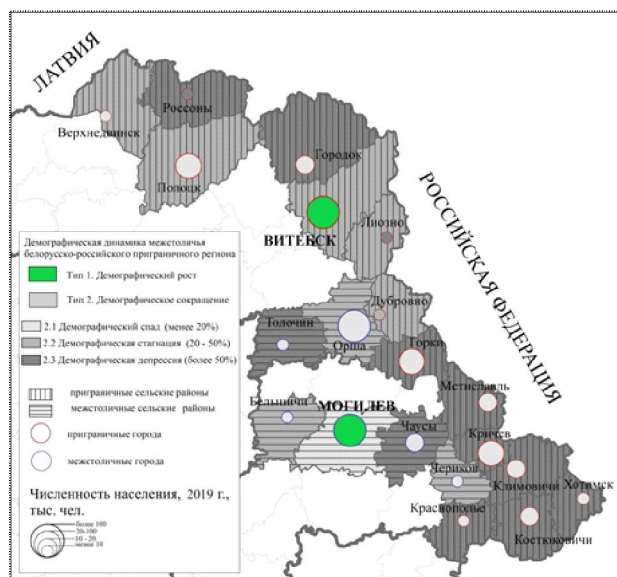 ЛАТВИЯ
Россоны
Верхнедвинск
Городок
Полоцк
РОССИЙСКАЯ ФЕДЕРАЦИЯ
Лиозно
ВИТЕБСК
Демографическая динамика межстоличья
белорусско-российского приграничного региона
Тип 1. Демографический рост
Тип 2. Демографическое сокращение
2.1 Демографический спад (менее 20%)
2.2 Демографическая стагнация (20 - 50%)
2.3 Демографическая депрессия (более 50%)
приграничные сельские районы
межстоличные сельские районы
приграничные города
межстоличные города
Численность населения, 2019 г.,
тыс. чел.
более 100
20-100
10 - 20
менее 10
Дубровно
Толочин
Орша
Горки
Мстиславль
Белыничи
МОГИЛЕВ
Чаусы
Кричев
Чериков
Климовичи
Хотимск
Краснополье
Костюковичи